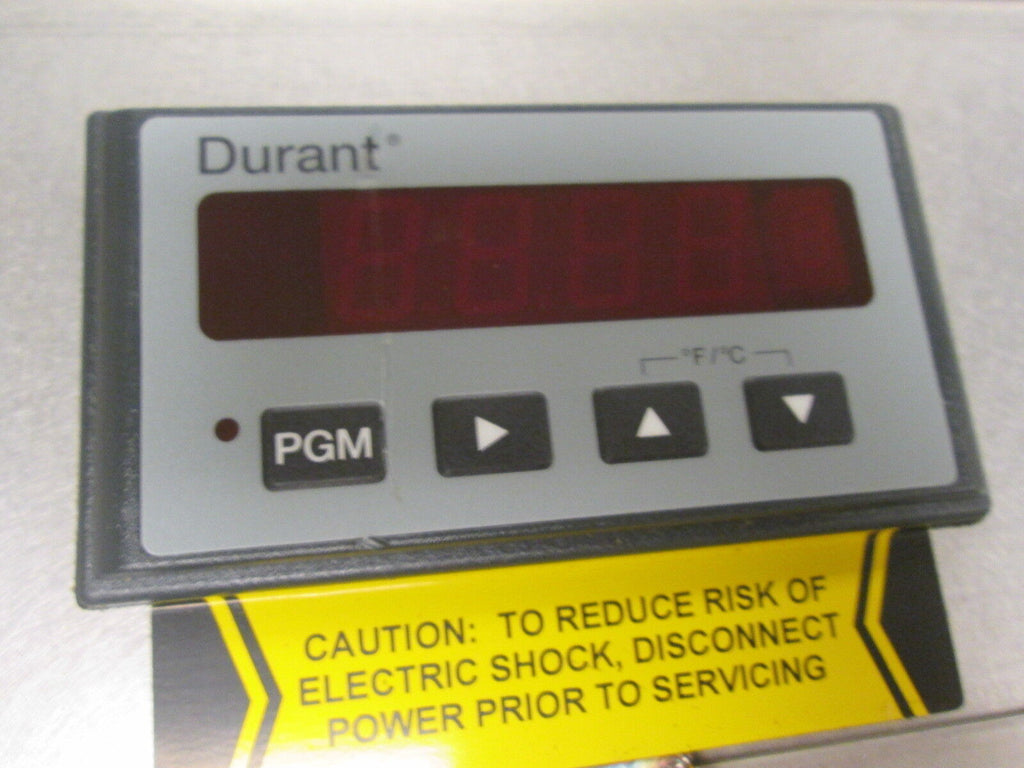 Durant®
°F/°C
PGM
CAUTION: TO REDUCE RISK OF
ELECTRIC SHOCK, DISCONNECT
POWER PRIOR TO SERVICING